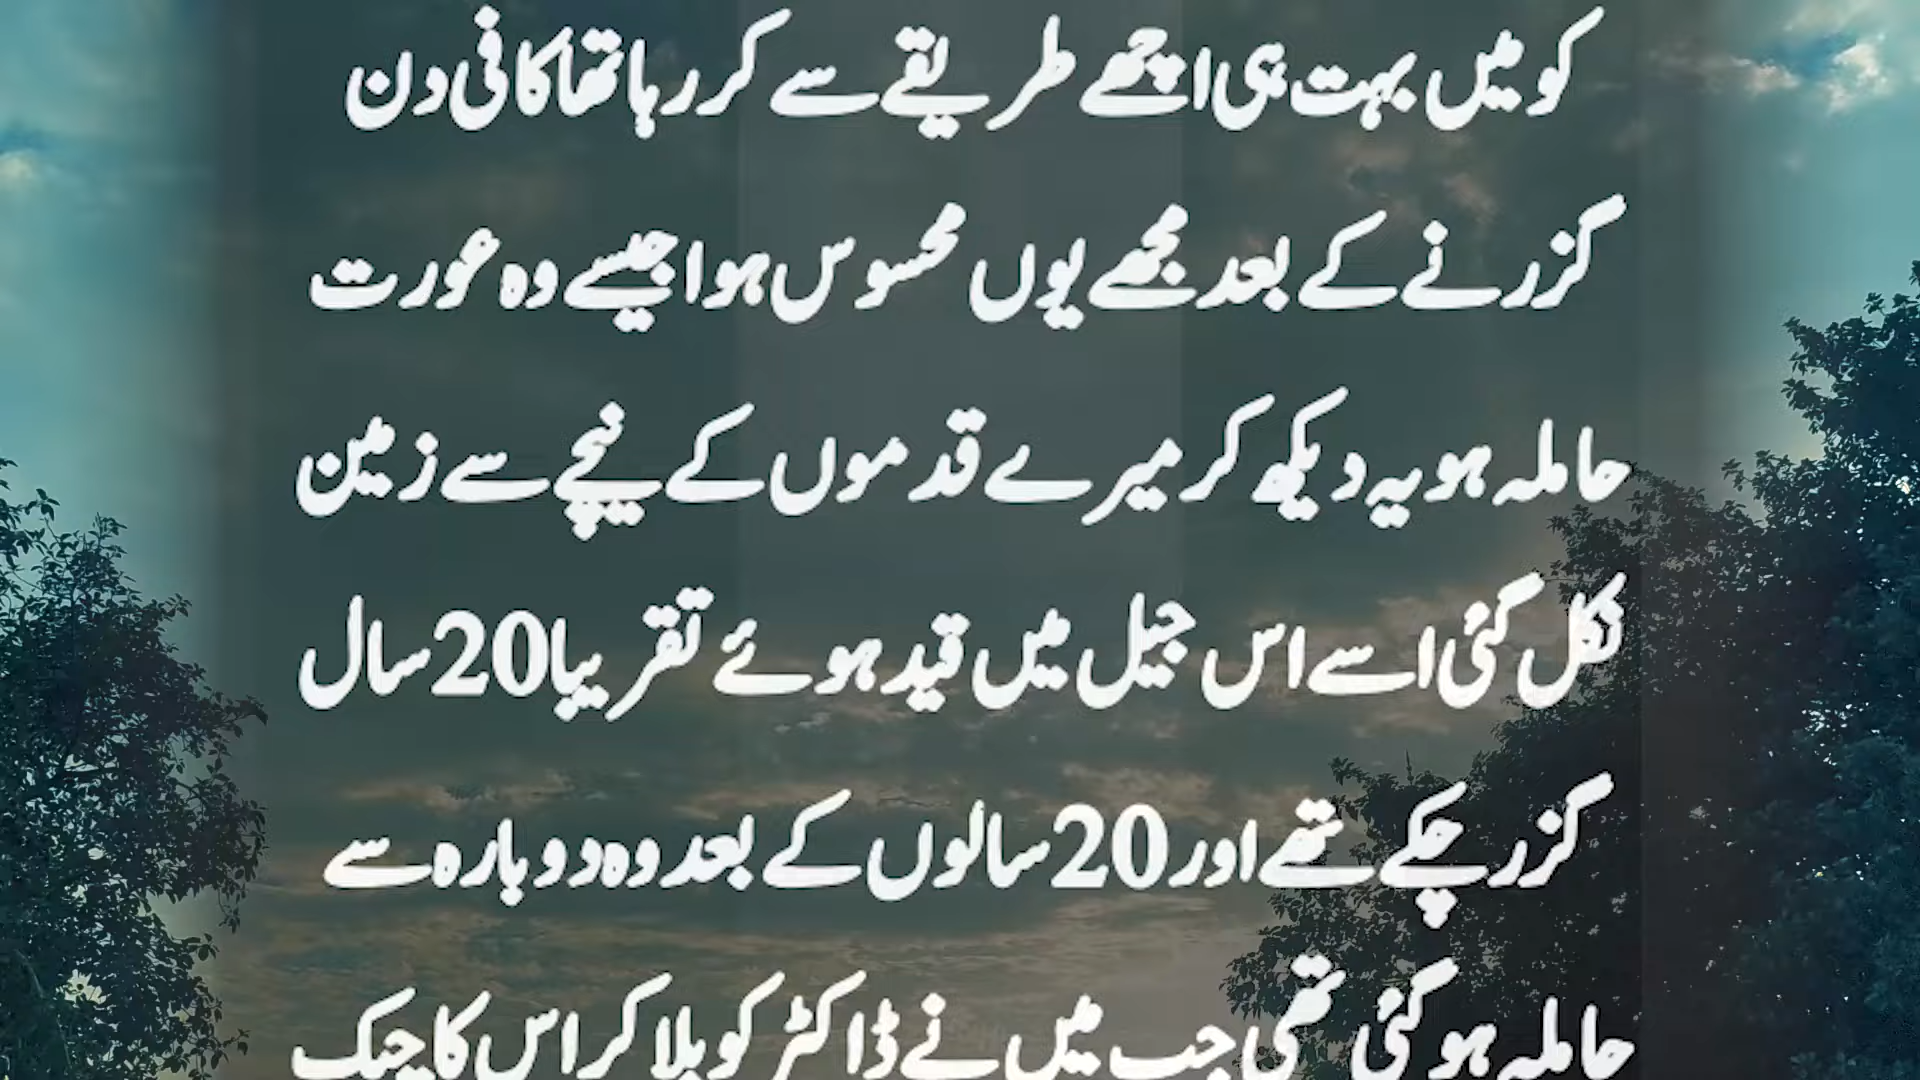 کو میں بہت ہی اچھے طریقے سے کر رہا تھا کافی دن
گزرنے کے بعد مجھے یوں محسوس ہوا جیسے وہ عورت
حاملہ ہو یہ دیکھ کر میرے قدموں کے نیچے سے زمین
نکل گئی اسے اس جیل میں قید ہوئے تقریبا 20 سال
گزر چکے تھے اور 20 سالوں کے بعد وہ دوبارہ سے
حاملہ ہو گئی تھی جب میں نے ڈاکٹر کو بلا کر اس کا چیک